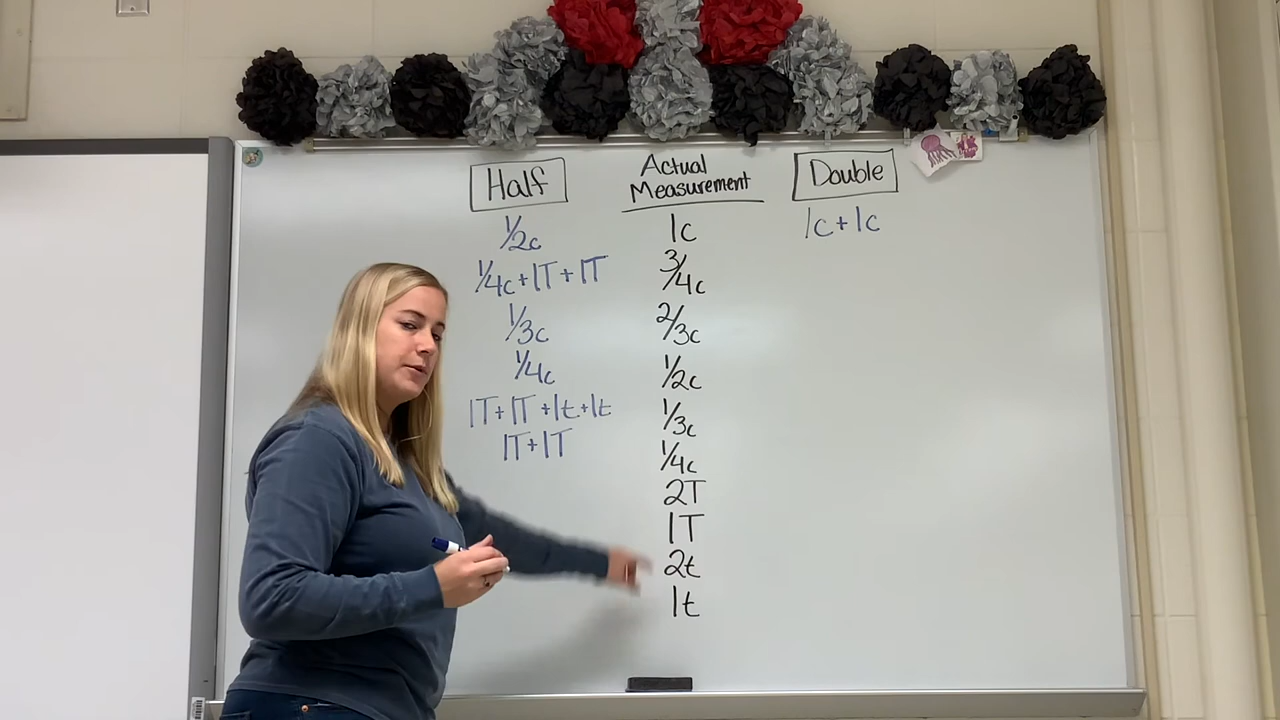 Half Actual Measurement Double
1/2c 1c 1c+1c
1/4c+1T+1T 3/4c
1/3c 2/3c
1/4c 1/2c
1T+1T+1t+1t 1/3c
1T+1T 1/4c
2T
1T
2t
1t